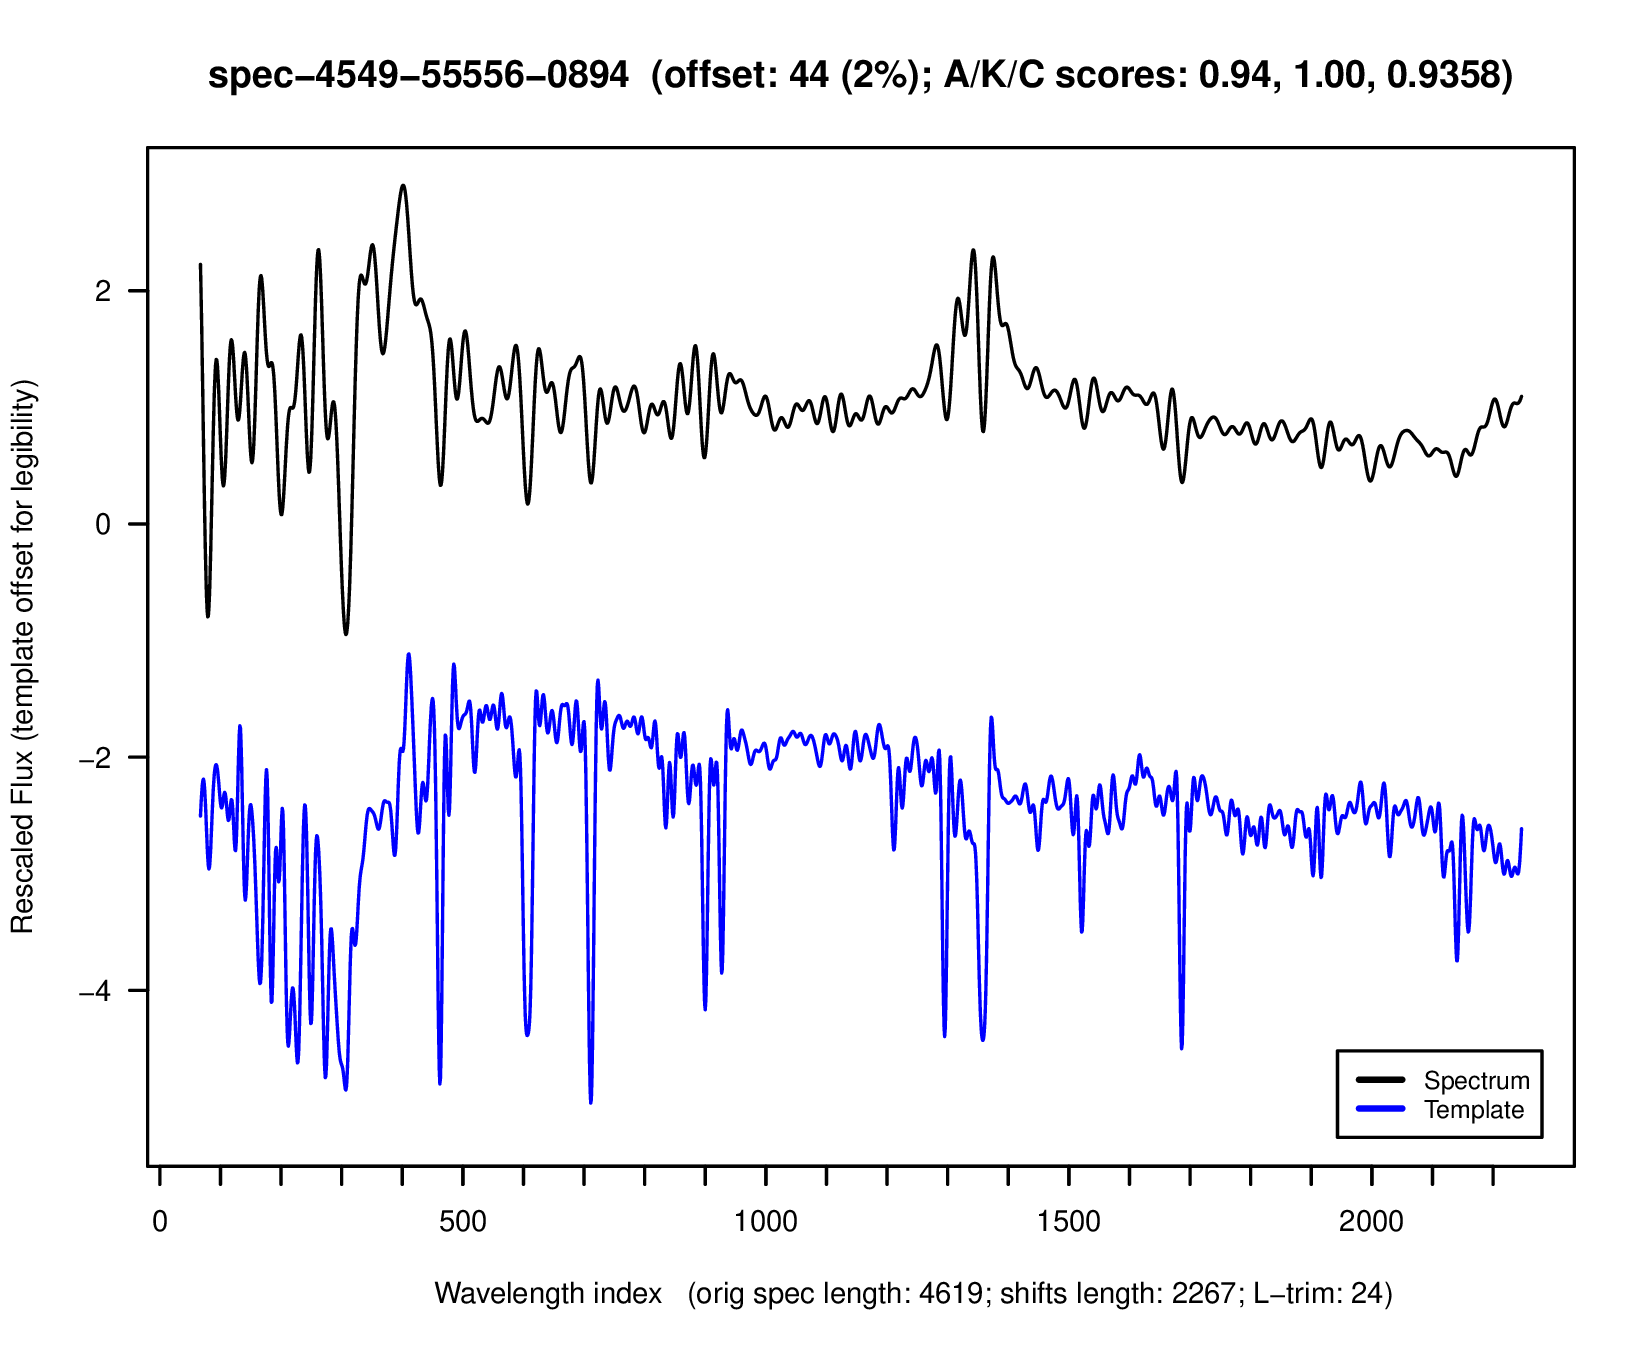 spec−4549−55556−0894 (offset: 44 (2%); A/K/C scores: 0.94, 1.00, 0.9358)
Rescaled Flux (template offset for legibility)
2
0
−2
−4
Spectrum
Template
0 500 1000 1500 2000
Wavelength index (orig spec length: 4619; shifts length: 2267; L−trim: 24)